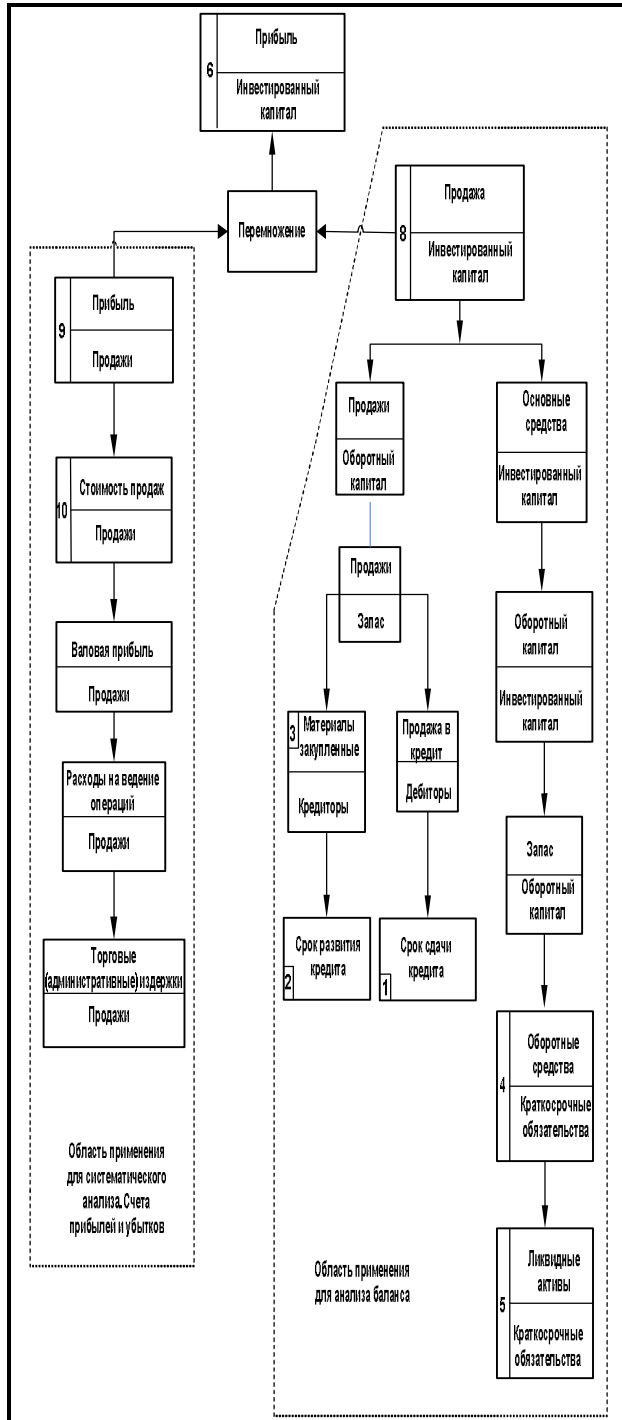 Прибыль
6
Инвестированный
капитал
Перемножение
Продажа
8
Инвестированный
капитал
Прибыль
9
Продажи
Стоимость продаж
10
Продажи
Валовая прибыль
Продажи
Расходы на ведение
операций
Продажи
Торговые
(административные) издержки
Продажи
Область применения
для систематического
анализа. Счета
прибылей и убытков
Продажи
Оборотный
капитал
Продажи
Запас
3
Материалы
закупленные
Кредиторы
Продажа в
кредит
Дебиторы
Срок развития
кредита
2
Срок сдачи
кредита
1
Основные
средства
Инвестированный
капитал
Оборотный
капитал
Инвестированный
капитал
Запас
Оборотный
капитал
Оборотные
средства
4
Краткосрочные
обязательства
Ликвидные
активы
5
Краткосрочные
обязательства
Область применения
для анализа баланса